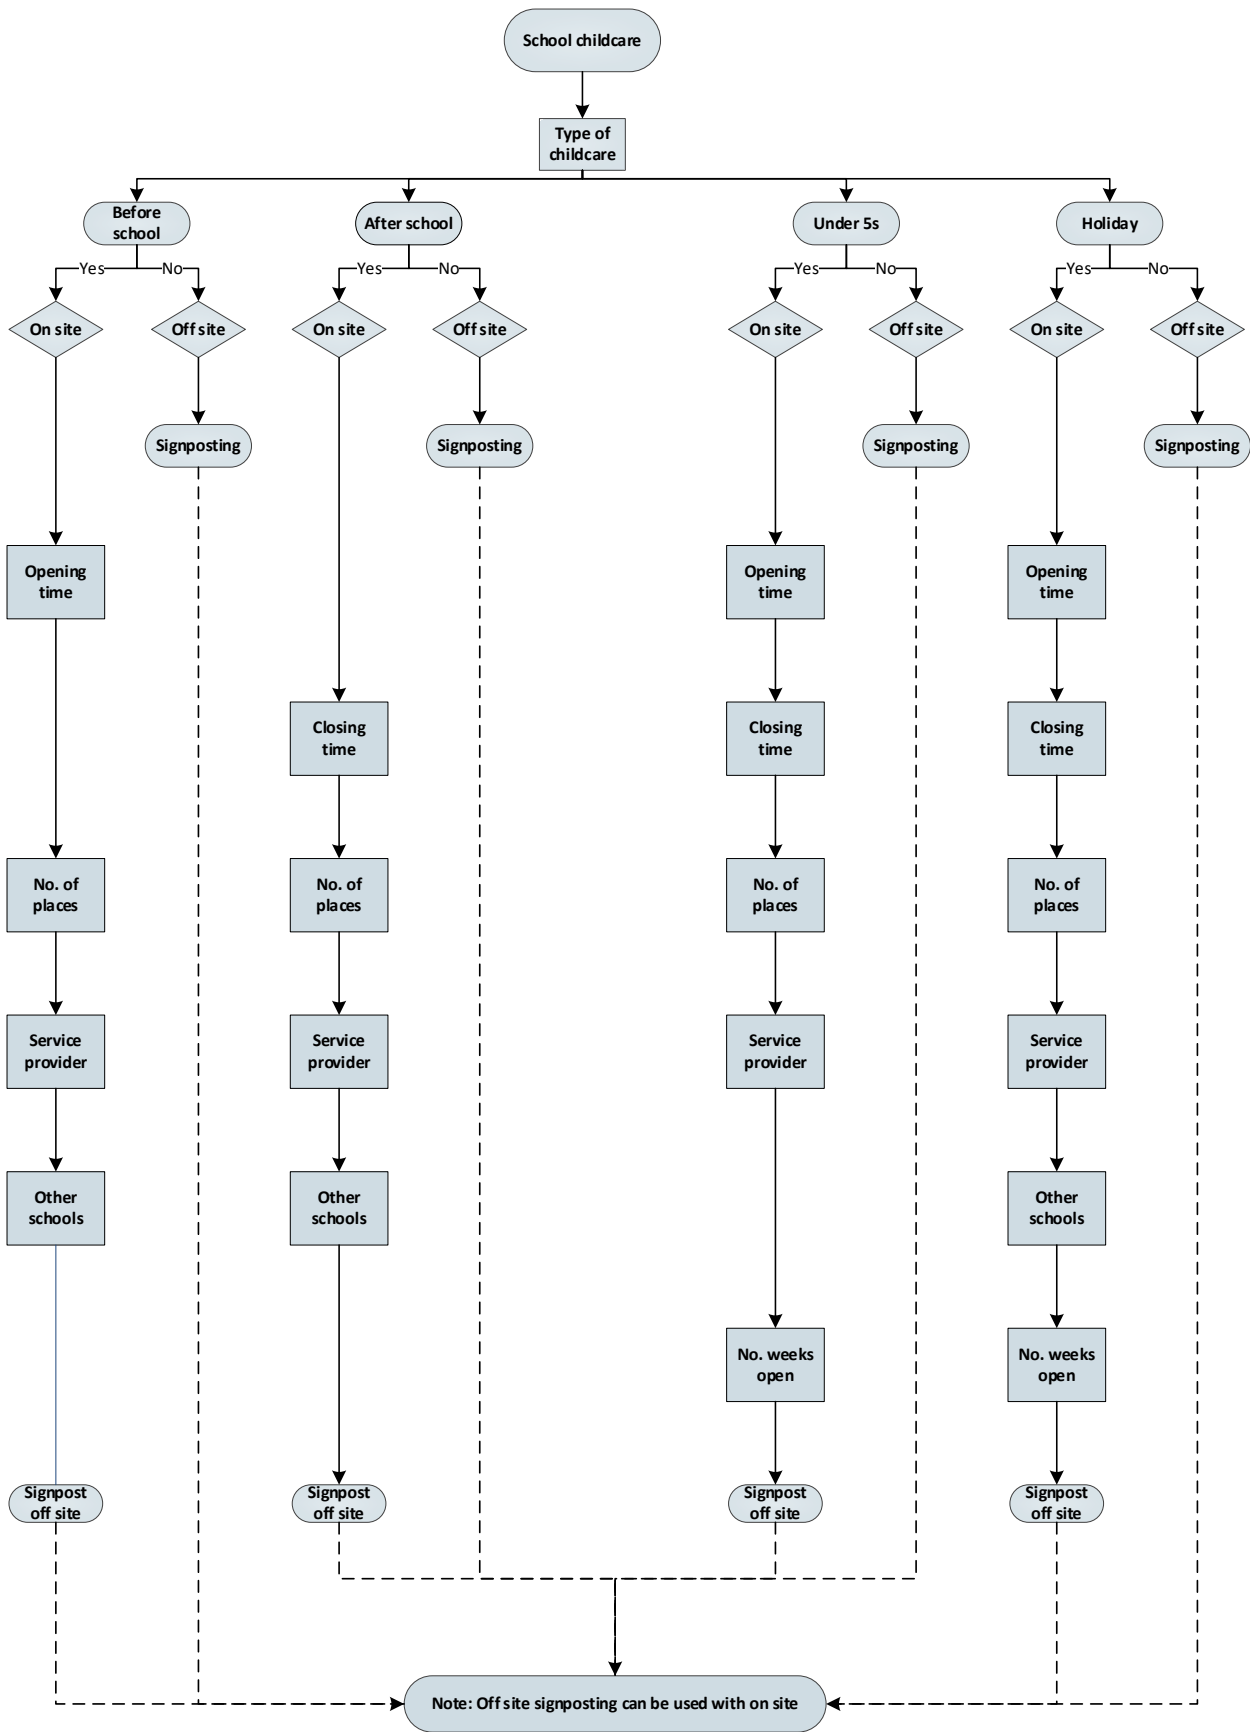 School childcare
Type of
childcare
Before
school
After school
Under 5s
Holiday
Yes
No
Yes
No
Yes
No
Yes
No
On site
Off site
On site
Off site
On site
Off site
On site
Off site
Signposting
Signposting
Signposting
Signposting
Opening
time
Opening
time
Opening
time
Closing
time
Closing
time
Closing
time
No. of
places
No. of
places
No. of
places
No. of
places
Service
provider
Service
provider
Service
provider
Service
provider
Other
schools
Other
schools
Other
schools
No. weeks
open
No. weeks
open
Signpost
off site
Signpost
off site
Signpost
off site
Signpost
off site
Note: Off site signposting can be used with on site